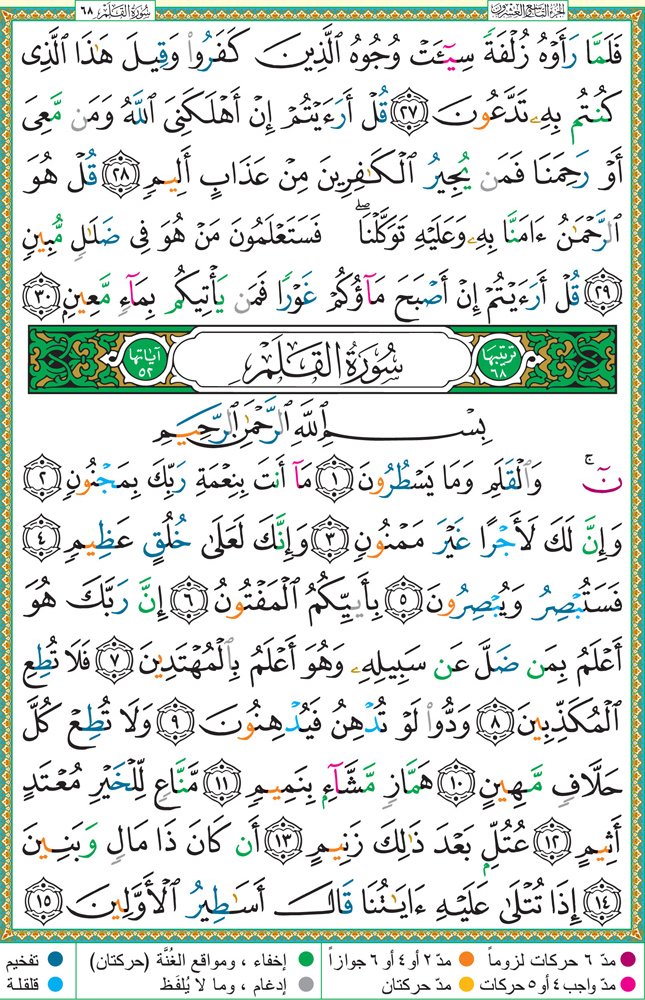 الجزء التاسع والعشرون
سُورَةُ القَلَمِ ٦٨
فَلَمَّا رَأَوْهُ زُلْفَةً سِيٓـَٔتْ وُجُوهُ ٱلَّذِينَ كَفَرُوا۟ وَقِيلَ هَٰذَا ٱلَّذِى
كُنتُم بِهِۦ تَدَّعُونَ ٢٧ قُلْ أَرَءَيْتُمْ إِنْ أَهْلَكَنِىَ ٱللَّهُ وَمَن مَّعِىَ
أَوْ رَحِمَنَا فَمَن يُجِيرُ ٱلْكَٰفِرِينَ مِنْ عَذَابٍ أَلِيمٍ ٢٨ قُلْ هُوَ
ٱلرَّحْمَٰنُ ءَامَنَّا بِهِۦ وَعَلَيْهِ تَوَكَّلْنَا ۖ فَسَتَعْلَمُونَ مَنْ هُوَ فِى ضَلَٰلٍ مُّبِينٍ
٢٩ قُلْ أَرَءَيْتُمْ إِنْ أَصْبَحَ مَآؤُكُمْ غَوْرًا فَمَن يَأْتِيكُم بِمَآءٍ مَّعِينٍ ٣٠
ترتيبها ٦٨ سُورَةُ القَلَمِ آياتها ٥٢
بِسْمِ ٱللَّهِ ٱلرَّحْمَٰنِ ٱلرَّحِيمِ
نٓ ۚ وَٱلْقَلَمِ وَمَا يَسْطُرُونَ ١ مَآ أَنتَ بِنِعْمَةِ رَبِّكَ بِمَجْنُونٍ ٢
وَإِنَّ لَكَ لَأَجْرًا غَيْرَ مَمْنُونٍ ٣ وَإِنَّكَ لَعَلَىٰ خُلُقٍ عَظِيمٍ ٤
فَسَتُبْصِرُ وَيُبْصِرُونَ ٥ بِأَييِّكُمُ ٱلْمَفْتُونُ ٦ إِنَّ رَبَّكَ هُوَ
أَعْلَمُ بِمَن ضَلَّ عَن سَبِيلِهِۦ وَهُوَ أَعْلَمُ بِٱلْمُهْتَدِينَ ٧ فَلَا تُطِعِ
ٱلْمُكَذِّبِينَ ٨ وَدُّوا۟ لَوْ تُدْهِنُ فَيُدْهِنُونَ ٩ وَلَا تُطِعْ كُلَّ
حَلَّافٍ مَّهِينٍ ١٠ هَمَّازٍ مَّشَّآءٍۭ بِنَمِيمٍ ١١ مَّنَّاعٍ لِّلْخَيْرِ مُعْتَدٍ
أَثِيمٍ ١٢ عُتُلٍّۭ بَعْدَ ذَٰلِكَ زَنِيمٍ ١٣ أَن كَانَ ذَا مَالٍ وَبَنِينَ
١٤ إِذَا تُتْلَىٰ عَلَيْهِ ءَايَٰتُنَا قَالَ أَسَٰطِيرُ ٱلْأَوَّلِينَ ١٥
مدّ ٦ حركات لزوماً مدّ ٢ أو ٤ أو ٦ جوازاً إخفاء ، ومواقع الغُنَّة (حركتان) تفخيم
مدّ واجب ٤ أو ٥ حركات مدّ حركتان إدغام ، وما لا يُلفَظ قلقلة